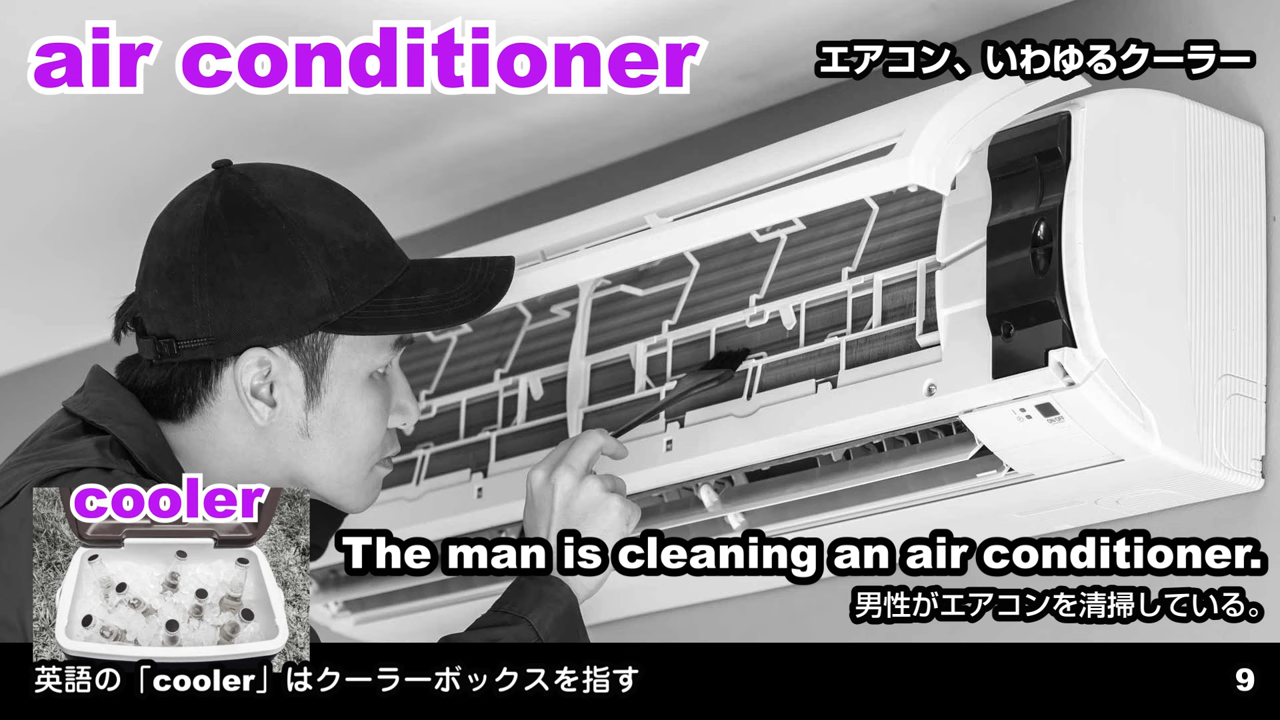 air conditioner
エアコン、いわゆるクーラー
cooler
The man is cleaning an air conditioner.
男性がエアコンを清掃している。
英語の「cooler」はクーラーボックスを指す
9